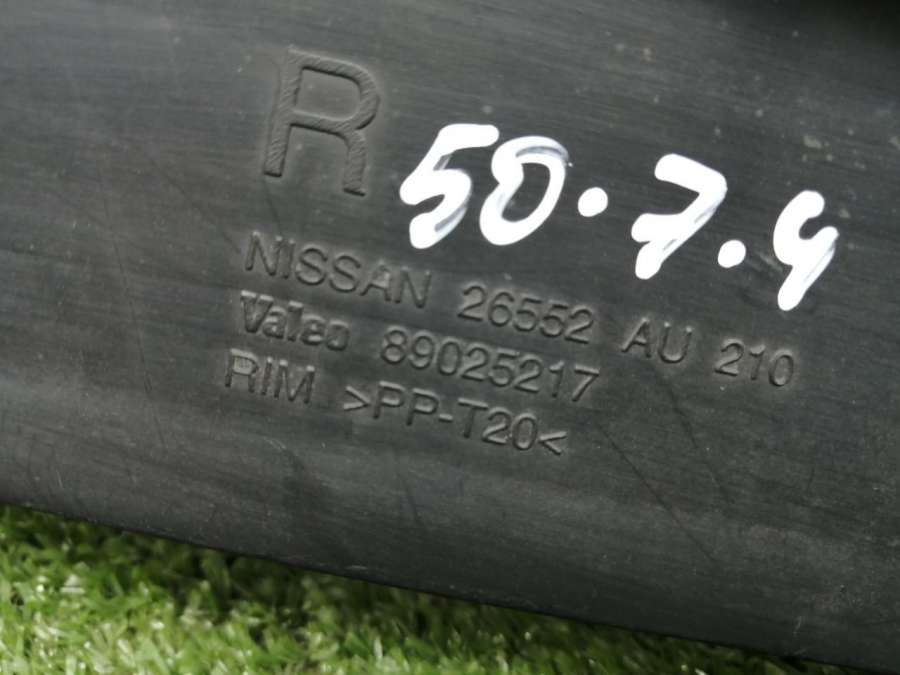 R
50.7.4
NISSAN 26552 AU 210
Valeo 89025217
RIM >PP-T20<